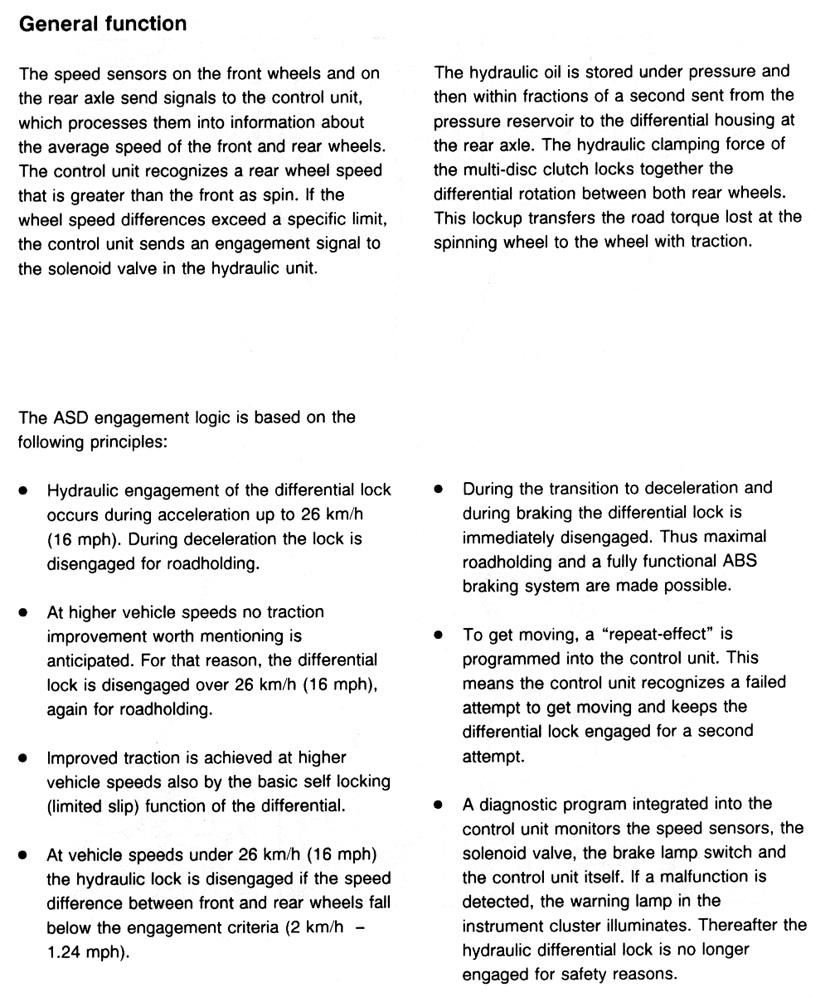 General function
The speed sensors on the front wheels and on
the rear axle send signals to the control unit,
which processes them into information about
the average speed of the front and rear wheels.
The control unit recognizes a rear wheel speed
that is greater than the front as spin. If the
wheel speed differences exceed a specific limit,
the control unit sends an engagement signal to
the solenoid valve in the hydraulic unit.
The hydraulic oil is stored under pressure and
then within fractions of a second sent from the
pressure reservoir to the differential housing at
the rear axle. The hydraulic clamping force of
the multi-disc clutch locks together the
differential rotation between both rear wheels.
This lockup transfers the road torque lost at the
spinning wheel to the wheel with traction.
The ASD engagement logic is based on the
following principles:
● Hydraulic engagement of the differential lock
occurs during acceleration up to 26 km/h
(16 mph). During deceleration the lock is
disengaged for roadholding.
● At higher vehicle speeds no traction
improvement worth mentioning is
anticipated. For that reason, the differential
lock is disengaged over 26 km/h (16 mph),
again for roadholding.
● Improved traction is achieved at higher
vehicle speeds also by the basic self locking
(limited slip) function of the differential.
● At vehicle speeds under 26 km/h (16 mph)
the hydraulic lock is disengaged if the speed
difference between front and rear wheels fall
below the engagement criteria (2 km/h –
1.24 mph).
● During the transition to deceleration and
during braking the differential lock is
immediately disengaged. Thus maximal
roadholding and a fully functional ABS
braking system are made possible.
● To get moving, a “repeat-effect” is
programmed into the control unit. This
means the control unit recognizes a failed
attempt to get moving and keeps the
differential lock engaged for a second
attempt.
● A diagnostic program integrated into the
control unit monitors the speed sensors, the
solenoid valve, the brake lamp switch and
the control unit itself. If a malfunction is
detected, the warning lamp in the
instrument cluster illuminates. Thereafter the
hydraulic differential lock is no longer
engaged for safety reasons.